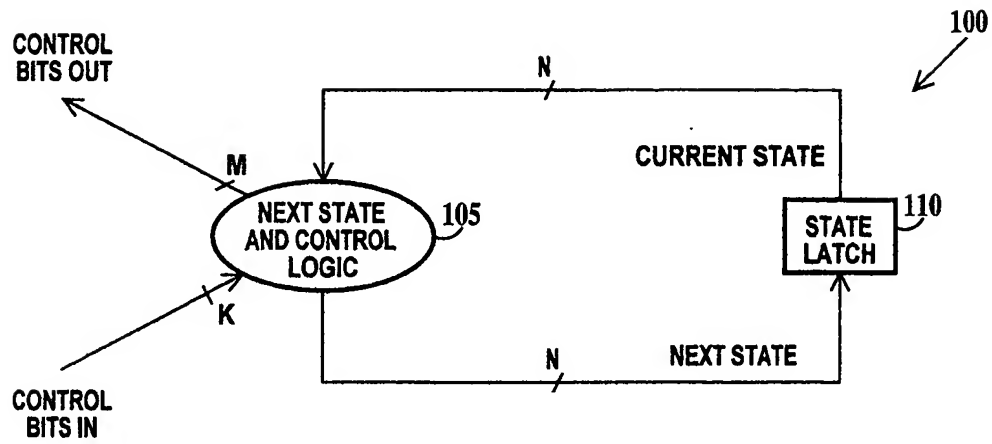 100
CONTROL
BITS OUT
N
M
CURRENT STATE
NEXT STATE
AND CONTROL
LOGIC
105
STATE
LATCH
110
K
N
NEXT STATE
CONTROL
BITS IN